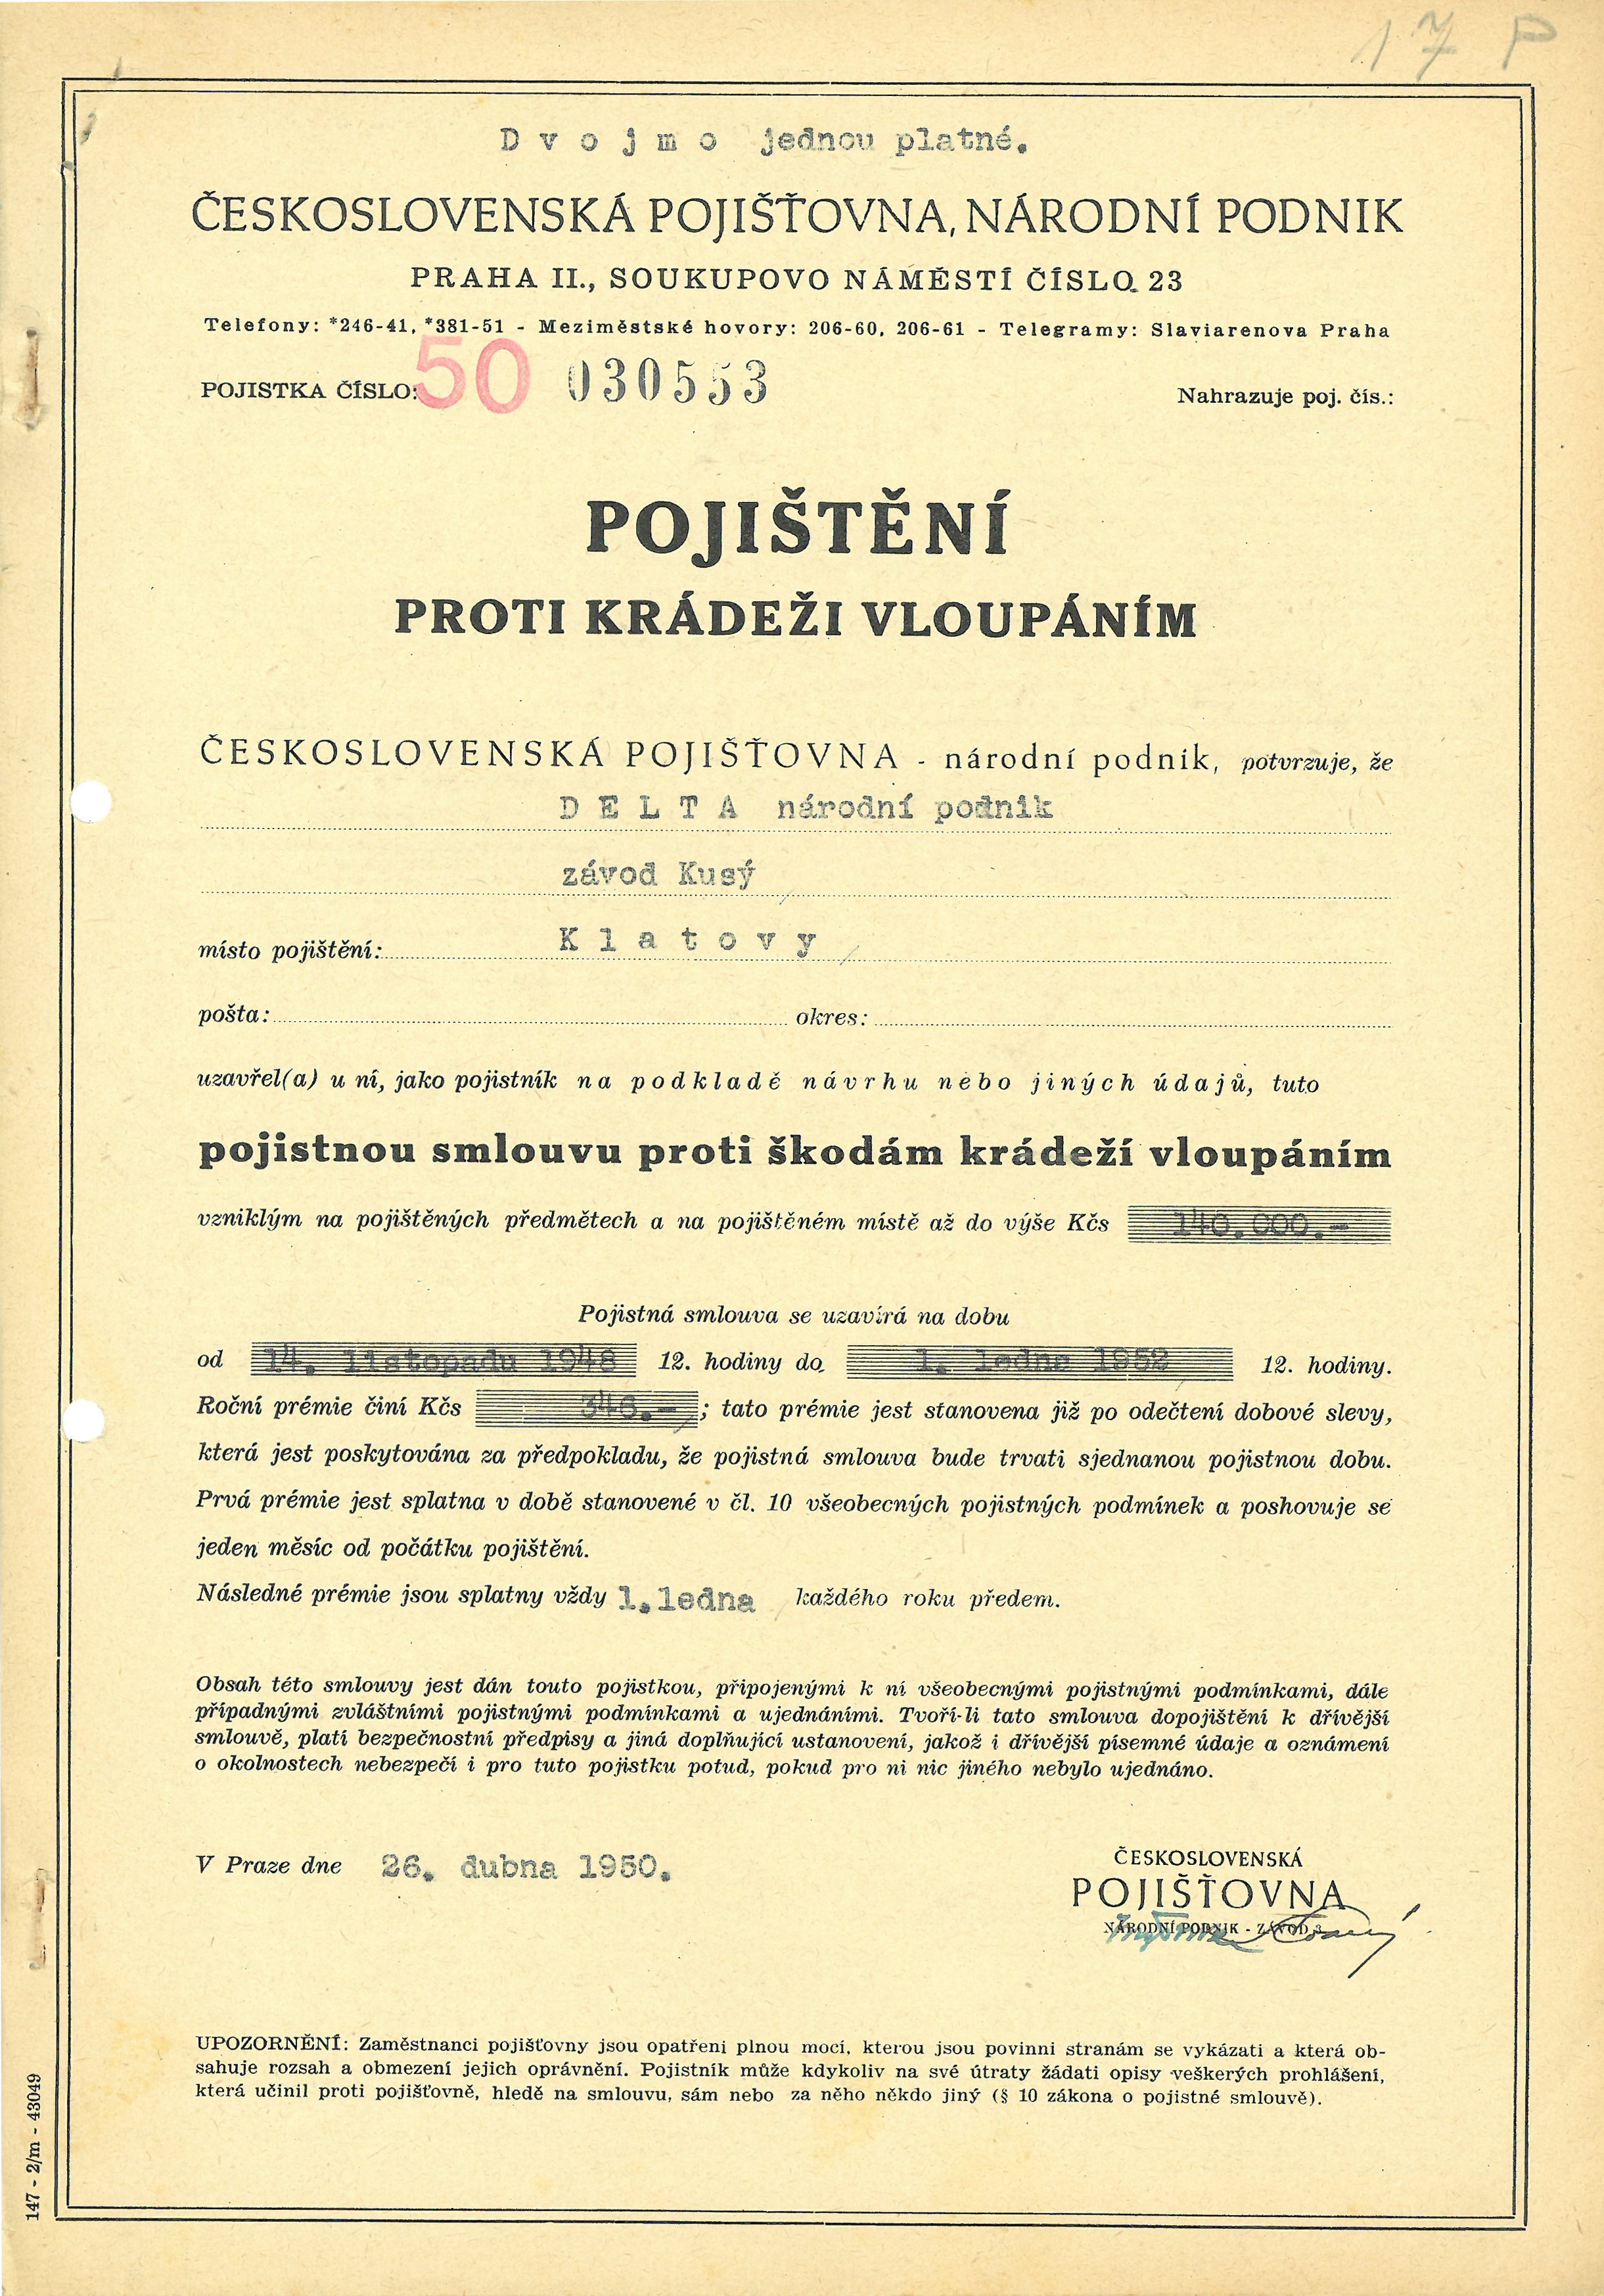 17 P
D v o j m o jednou platné.
ČESKOSLOVENSKÁ POJIŠŤOVNA, NÁRODNÍ PODNIK
PRAHA II., SOUKUPOVO NÁMĚSTÍ ČÍSLO 23
Telefony: *246-41, *381-51 - Meziměstské hovory: 206-60, 206-61 - Telegramy: Slaviarenova Praha
POJISTKA ČÍSLO: 50 030553 Nahrazuje poj. čís.:
POJIŠTĚNÍ
PROTI KRÁDEŽI VLOUPÁNÍM
ČESKOSLOVENSKÁ POJIŠŤOVNA - národní podnik, potvrzuje, že
D E L T A národní podnik
závod Kusý
místo pojištění: K l a t o v y
pošta: okres:
uzavřel(a) u ní, jako pojistník na podkladě návrhu nebo jiných údajů, tuto
pojistnou smlouvu proti škodám krádeží vloupáním
vzniklým na pojištěných předmětech a na pojištěném místě až do výše Kčs 140.000.-
Pojistná smlouva se uzavírá na dobu
od 14. listopadu 1948 12. hodiny do 1. ledna 1952 12. hodiny.
Roční prémie činí Kčs 346.- ; tato prémie jest stanovena již po odečtení dobové slevy,
která jest poskytována za předpokladu, že pojistná smlouva bude trvati sjednanou pojistnou dobu.
Prvá prémie jest splatna v době stanovené v čl. 10 všeobecných pojistných podmínek a poshovuje se
jeden měsíc od počátku pojištění.
Následné prémie jsou splatny vždy 1. ledna každého roku předem.
Obsah této smlouvy jest dán touto pojistkou, připojenými k ní všeobecnými pojistnými podmínkami, dále
případnými zvláštními pojistnými podmínkami a ujednáními. Tvoří-li tato smlouva dopojištění k dřívější
smlouvě, platí bezpečnostní předpisy a jiná doplňující ustanovení, jakož i dřívější písemné údaje a oznámení
o okolnostech nebezpečí i pro tuto pojistku potud, pokud pro ni nic jiného nebylo ujednáno.
V Praze dne 26. dubna 1950.
ČESKOSLOVENSKÁ
POJIŠŤOVNA
NÁRODNÍ PODNIK - ZÁVOD 3
UPOZORNĚNÍ: Zaměstnanci pojišťovny jsou opatřeni plnou mocí, kterou jsou povinni stranám se vykázati a která ob-
sahuje rozsah a obmezení jejich oprávnění. Pojistník může kdykoliv na své útraty žádati opisy veškerých prohlášení,
která učinil proti pojišťovně, hledě na smlouvu, sám nebo za něho někdo jiný (§ 10 zákona o pojistné smlouvě).
147 - 2/m - 43049